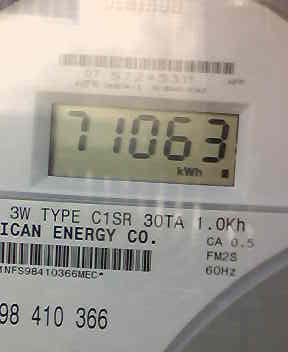 71063
kWh
3W TYPE C1SR 30TA 1.0Kh
ICAN ENERGY CO.
CA 0.5
FM2S
60Hz
NFS98410366MEC*
98 410 366